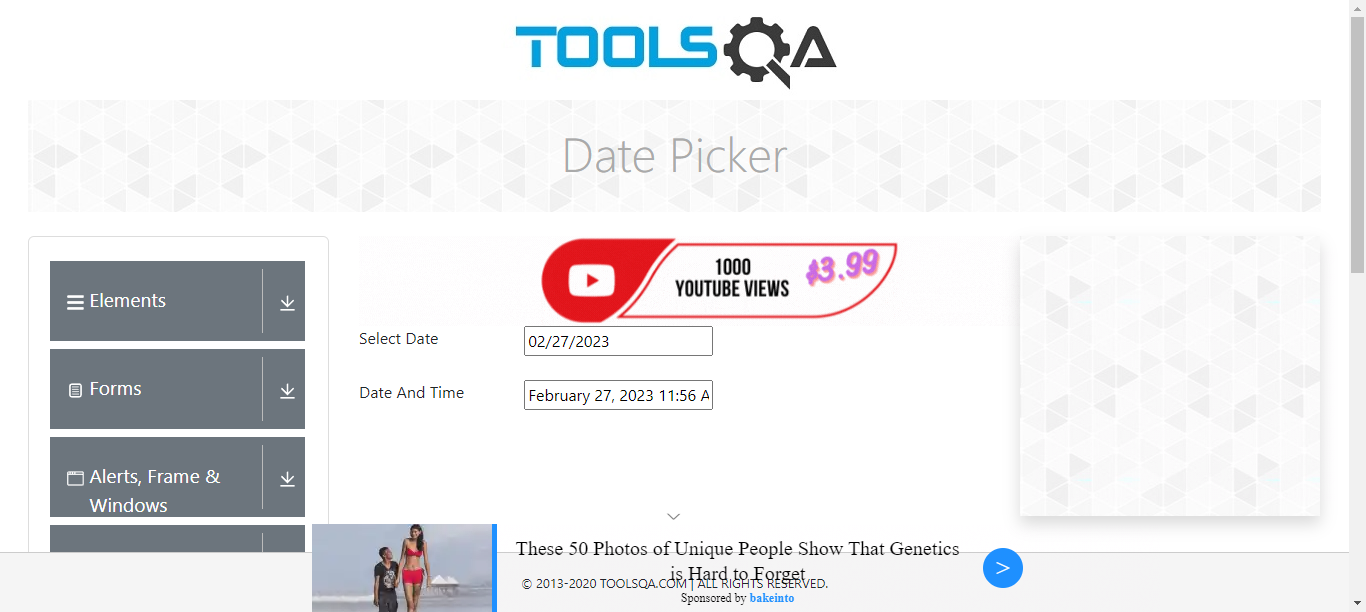 TOOLSQA
Date Picker
Elements
Forms
Alerts, Frame &
Windows
1000
YOUTUBE VIEWS
$3.99
Select Date
02/27/2023
Date And Time
February 27, 2023 11:56 A
These 50 Photos of Unique People Show That Genetics
is Hard to Forget
© 2013-2020 TOOLSQA.COM | ALL RIGHTS RESERVED.
Sponsored by bakeinto